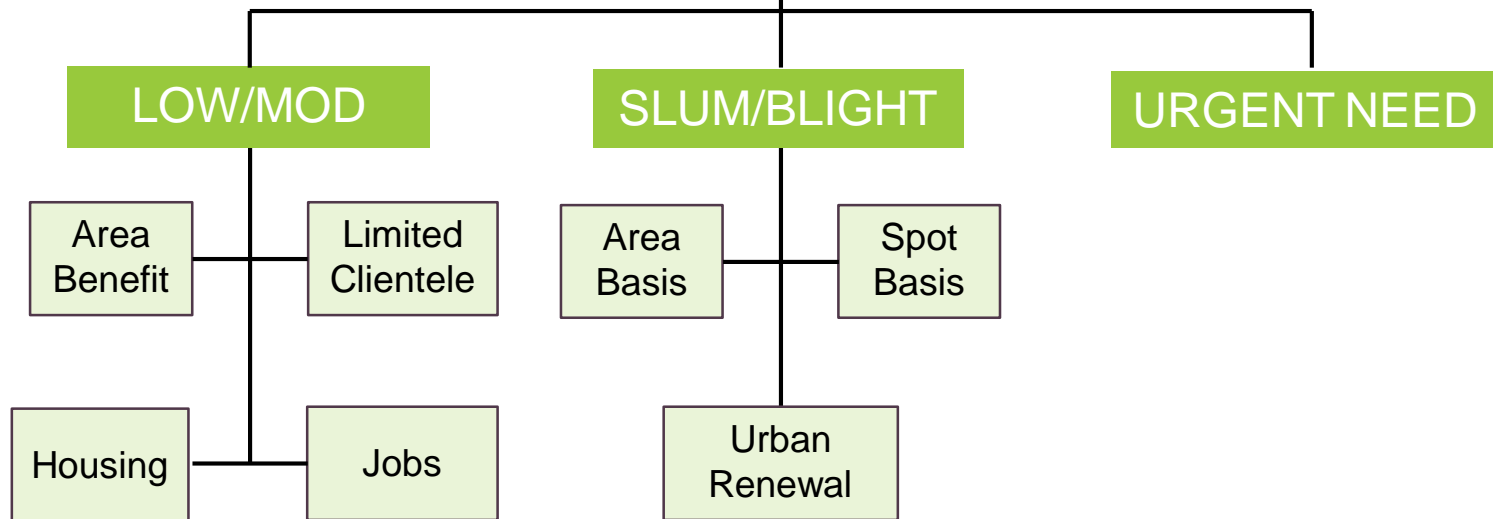 LOW/MOD
SLUM/BLIGHT
URGENT NEED
Area
Benefit
Limited
Clientele
Area
Basis
Spot
Basis
Housing
Jobs
Urban
Renewal